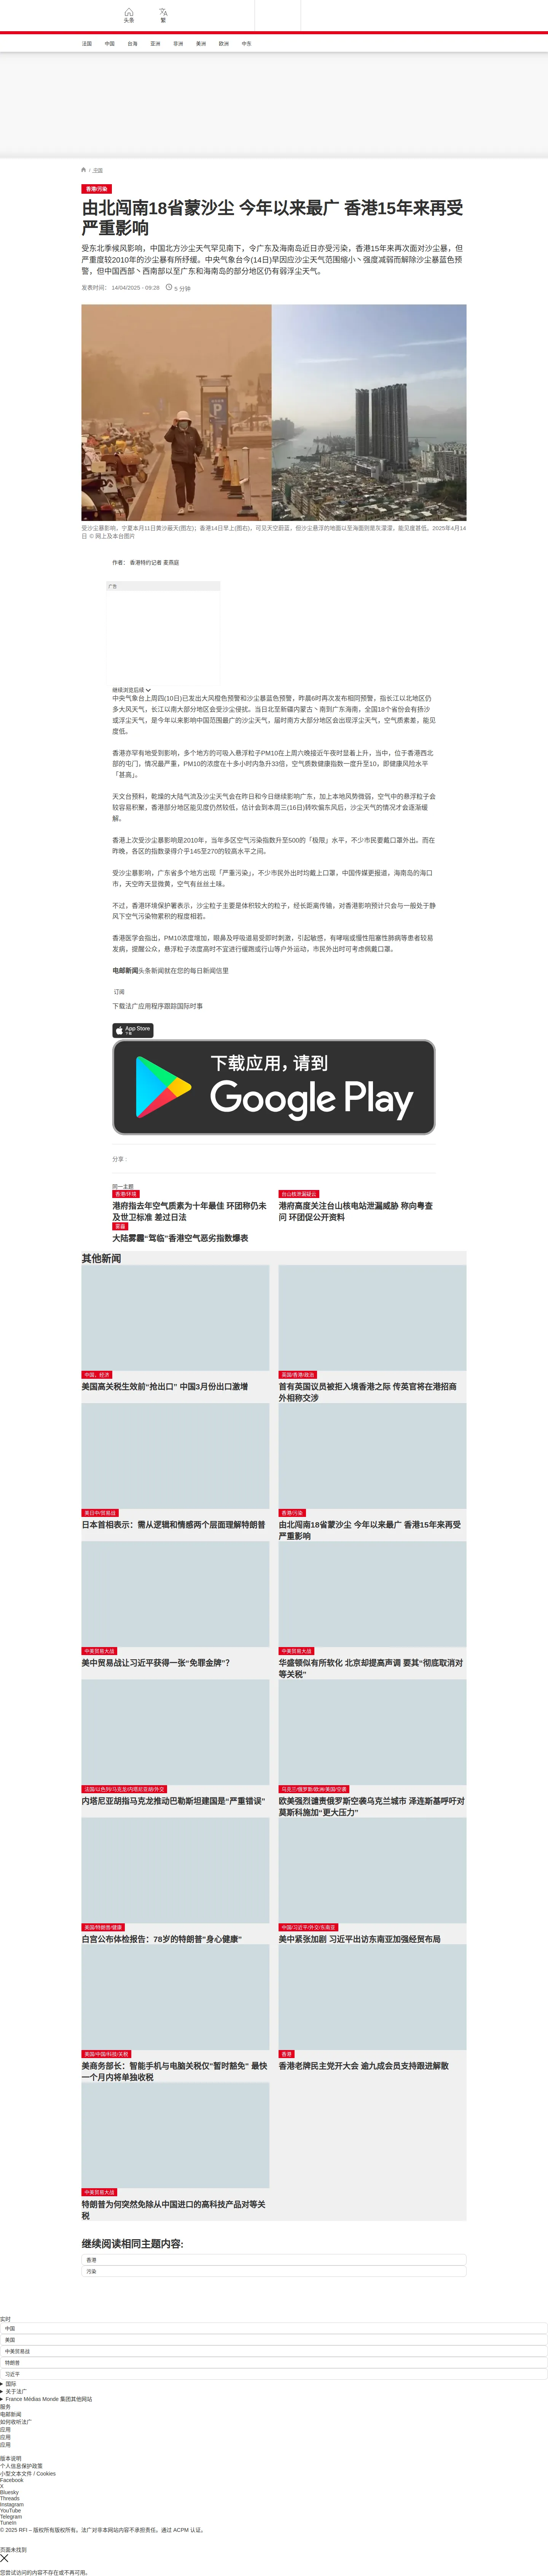 头条
繁
法国 中国 台海 亚洲 非洲 美洲 欧洲 中东
/ 中国
香港/污染
由北闯南18省蒙沙尘 今年以来最广 香港15年来再受
严重影响
受东北季候风影响，中国北方沙尘天气罕见南下，令广东及海南岛近日亦受污染，香港15年来再次面对沙尘暴，但
严重度较2010年的沙尘暴有所纾缓。中央气象台今(14日)早因应沙尘天气范围缩小丶强度减弱而解除沙尘暴蓝色预
警，但中国西部丶西南部以至广东和海南岛的部分地区仍有弱浮尘天气。
发表时间： 14/04/2025 - 09:28 5 分钟
受沙尘暴影响，宁夏本月11日黄沙蔽天(图左)；香港14日早上(图右)，可见天空蔚蓝，但沙尘悬浮的地面以至海面则是灰濛濛，能见度甚低。2025年4月14
日 © 网上及本台图片
作者： 香港特约记者 麦燕庭
广告
继续浏览后续
中央气象台上周四(10日)已发出大风橙色预警和沙尘暴蓝色预警，昨晨6时再次发布相同预警，指长江以北地区仍
多大风天气，长江以南大部分地区会受沙尘侵扰。当日北至新疆内蒙古丶南到广东海南，全国18个省份会有扬沙
或浮尘天气，是今年以来影响中国范围最广的沙尘天气，届时南方大部分地区会出现浮尘天气，空气质素差，能见
度低。
香港亦罕有地受到影响，多个地方的可吸入悬浮粒子PM10在上周六晚接近午夜时显着上升，当中，位于香港西北
部的屯门，情况最严重，PM10的浓度在十多小时内急升33倍，空气质数健康指数一度升至10，即健康风险水平
「甚高」。
天文台预料，乾燥的大陆气流及沙尘天气会在昨日和今日继续影响广东，加上本地风势微弱，空气中的悬浮粒子会
较容易积聚，香港部分地区能见度仍然较低，估计会到本周三(16日)转吹偏东风后，沙尘天气的情况才会逐渐缓
解。
香港上次受沙尘暴影响是2010年，当年多区空气污染指数升至500的「极限」水平，不少市民要戴口罩外出。而在
昨晚，各区的指数录得介乎145至270的较高水平之间。
受沙尘暴影响，广东省多个地方出现「严重污染」，不少市民外出时均戴上口罩，中国传媒更报道，海南岛的海口
市，天空昨天显微黄，空气有丝丝土味。
不过，香港环境保护署表示，沙尘粒子主要是体积较大的粒子，经长距离传输，对香港影响预计只会与一般处于静
风下空气污染物累积的程度相若。
香港医学会指出，PM10浓度增加，眼鼻及呼吸道易受即时刺激，引起敏感，有哮喘或慢性阻塞性肺病等患者较易
发病，提醒公众，悬浮粒子浓度高时不宜进行缓跑或行山等户外运动，市民外出时可考虑佩戴口罩。
电邮新闻头条新闻就在您的每日新闻信里
订阅
下载法广应用程序跟踪国际时事
App Store
下载
下载应用，请到
Google Play
分享 :
同一主题
香港/环境
港府指去年空气质素为十年最佳 环团称仍未
及世卫标准 差过日法
台山核泄漏疑云
港府高度关注台山核电站泄漏威胁 称向粤查
问 环团促公开资料
雾霾
大陆雾霾“驾临”香港空气恶劣指数爆表
其他新闻
中国，经济
美国高关税生效前“抢出口” 中国3月份出口激增
英国/香港/政治
首有英国议员被拒入境香港之际 传英官将在港招商
外相称交涉
美日中/贸易战
日本首相表示：需从逻辑和情感两个层面理解特朗普
香港/污染
由北闯南18省蒙沙尘 今年以来最广 香港15年来再受
严重影响
中美贸易大战
美中贸易战让习近平获得一张“免罪金牌”？
中美贸易大战
华盛顿似有所软化 北京却提高声调 要其“彻底取消对
等关税”
法国/以色列/马克龙/内塔尼亚胡/外交
内塔尼亚胡指马克龙推动巴勒斯坦建国是“严重错误”
乌克兰/俄罗斯/欧洲/美国/空袭
欧美强烈谴责俄罗斯空袭乌克兰城市 泽连斯基呼吁对
莫斯科施加“更大压力”
美国/特朗普/健康
白宫公布体检报告：78岁的特朗普"身心健康"
中国/习近平/外交/东南亚
美中紧张加剧 习近平出访东南亚加强经贸布局
美国/中国/科技/关税
美商务部长：智能手机与电脑关税仅"暂时豁免" 最快
一个月内将单独收税
香港
香港老牌民主党开大会 逾九成会员支持跟进解散
中美贸易大战
特朗普为何突然免除从中国进口的高科技产品对等关
税
继续阅读相同主题内容:
香港
污染
实时
中国
美国
中美贸易战
特朗普
习近平
国际
关于法广
France Médias Monde 集团其他网站
服务
电邮新闻
如何收听法广
应用
应用
应用
版本说明
个人信息保护政策
小型文本文件 / Cookies
Facebook
X
Bluesky
Threads
Instagram
YouTube
Telegram
TuneIn
© 2025 RFI – 版权所有版权所有。法广对非本网站内容不承担责任。通过 ACPM 认证。
页面未找到
您尝试访问的内容不存在或不再可用。